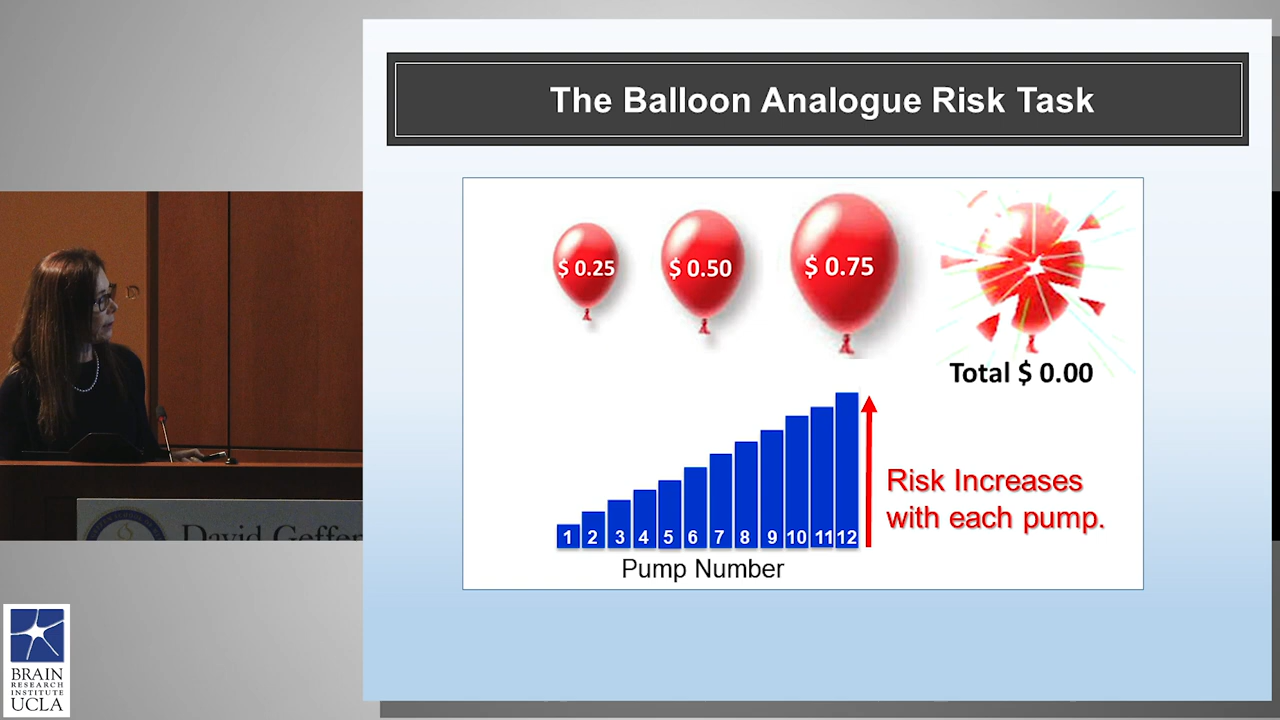 The Balloon Analogue Risk Task
$ 0.25
$ 0.50
$ 0.75
Total $ 0.00
Risk Increases
with each pump.
1 2 3 4 5 6 7 8 9 10 11 12
Pump Number
David
BRAIN
RESEARCH
INSTITUTE
UCLA